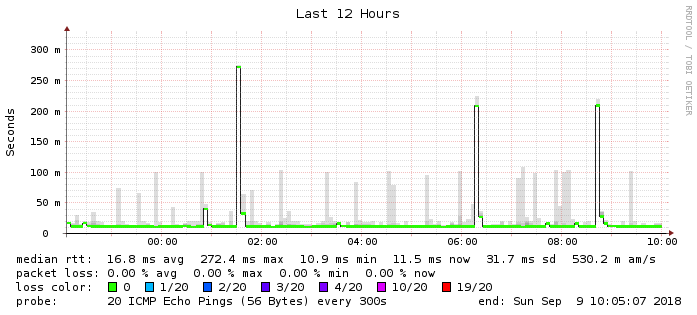 Last 12 Hours
RRDTOOL / TOBI OETIKER
Seconds
300 m
250 m
200 m
150 m
100 m
50 m
0
00:00 02:00 04:00 06:00 08:00 10:00
median rtt: 16.8 ms avg 272.4 ms max 10.9 ms min 11.5 ms now 31.7 ms sd 530.2 m am/s
packet loss: 0.00 % avg 0.00 % max 0.00 % min 0.00 % now
loss color: 0 1/20 2/20 3/20 4/20 10/20 19/20
probe: 20 ICMP Echo Pings (56 Bytes) every 300s end: Sun Sep 9 10:05:07 2018